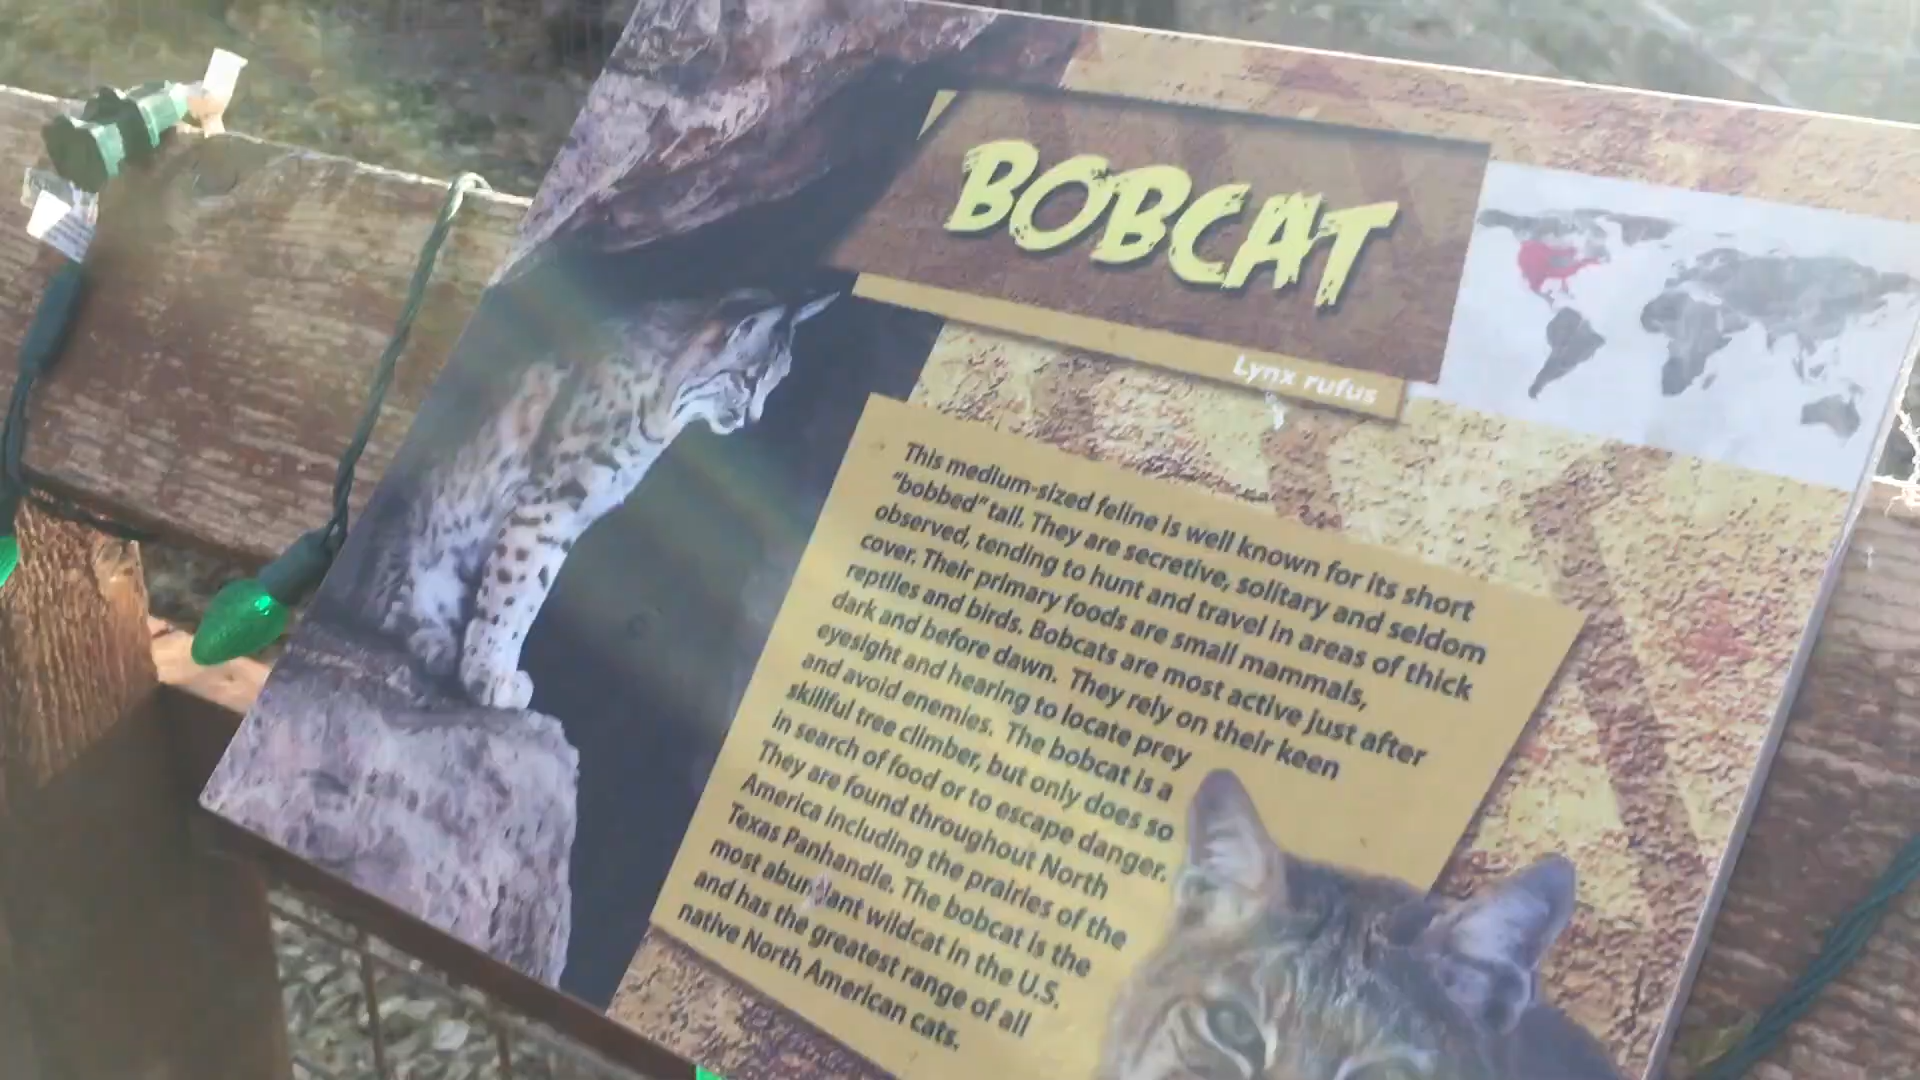 BOBCAT
Lynx rufus
This medium-sized feline is well known for its short
"bobbed" tail. They are secretive, solitary and seldom
observed, tending to hunt and travel in areas of thick
cover. Their primary foods are small mammals,
reptiles and birds. Bobcats are most active just after
dark and before dawn. They rely on their keen
eyesight and hearing to locate prey
and avoid enemies. The bobcat is a
skillful tree climber, but only does so
in search of food or to escape danger.
They are found throughout North
America including the prairies of the
Texas Panhandle. The bobcat is the
most abundant wildcat in the U.S.
and has the greatest range of all
native North American cats.